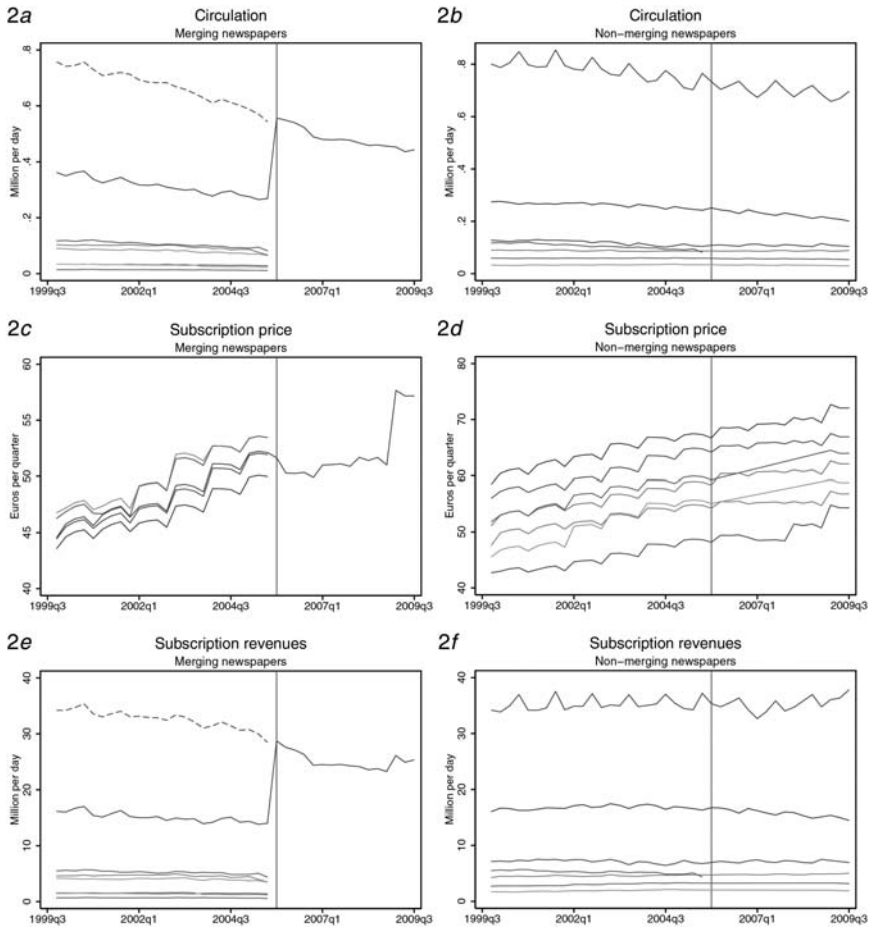 2a
Circulation
Merging newspapers
Million per day
.8
.6
.4
.2
0
1999q3 2002q1 2004q3 2007q1 2009q3
2b
Circulation
Non-merging newspapers
Million per day
.8
.6
.4
.2
0
1999q3 2002q1 2004q3 2007q1 2009q3
2c
Subscription price
Merging newspapers
Euros per quarter
60
55
50
45
40
1999q3 2002q1 2004q3 2007q1 2009q3
2d
Subscription price
Non-merging newspapers
Euros per quarter
80
70
60
50
40
1999q3 2002q1 2004q3 2007q1 2009q3
2e
Subscription revenues
Merging newspapers
Million per day
40
30
20
10
0
1999q3 2002q1 2004q3 2007q1 2009q3
2f
Subscription revenues
Non-merging newspapers
Million per day
40
30
20
10
0
1999q3 2002q1 2004q3 2007q1 2009q3